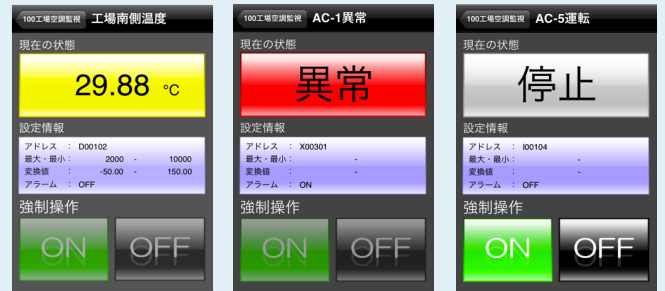 100工場空調監視 工場南側温度
現在の状態
29.88 ℃
設定情報
アドレス : D00102
最大・最小 : 2000 - 10000
変換値 : -50.00 - 150.00
アラーム : OFF
強制操作
ON OFF
100工場空調監視 AC-1異常
現在の状態
異常
設定情報
アドレス : X00301
最大・最小 : -
変換値 : -
アラーム : ON
強制操作
ON OFF
100工場空調監視 AC-5運転
現在の状態
停止
設定情報
アドレス : I00104
最大・最小 : -
変換値 : -
アラーム : OFF
強制操作
ON OFF